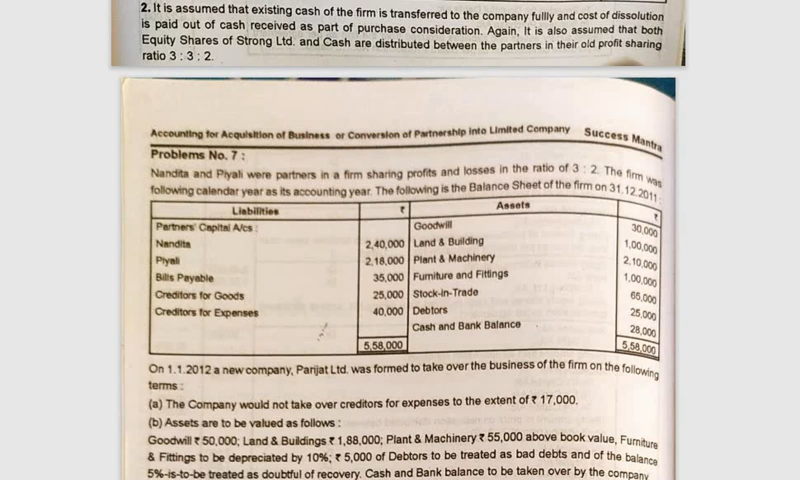 2. It is assumed that existing cash of the firm is transferred to the company fullly and cost of dissolution
is paid out of cash received as part of purchase consideration. Again, It is also assumed that both
Equity Shares of Strong Ltd. and Cash are distributed between the partners in their old profit sharing
ratio 3 : 3 : 2.
Accounting for Acquisition of Business or Conversion of Partnership into Limited Company Success Mantra
Problems No. 7 :
Nandita and Piyali were partners in a firm sharing profits and losses in the ratio of 3 : 2. The firm was
following calendar year as its accounting year. The following is the Balance Sheet of the firm on 31.12.2011:
Liabilities ₹ Assets ₹
Partners' Capital A/cs : Goodwill 30,000
Nandita 2,40,000 Land & Building 1,00,000
Piyali 2,18,000 Plant & Machinery 2,10,000
Bills Payable 35,000 Furniture and Fittings 1,00,000
Creditors for Goods 25,000 Stock-in-Trade 65,000
Creditors for Expenses 40,000 Debtors 25,000
Cash and Bank Balance 28,000
5,58,000 5,58,000
On 1.1.2012 a new company, Parijat Ltd. was formed to take over the business of the firm on the following
terms :
(a) The Company would not take over creditors for expenses to the extent of ₹ 17,000.
(b) Assets are to be valued as follows :
Goodwill ₹ 50,000; Land & Buildings ₹ 1,88,000; Plant & Machinery ₹ 55,000 above book value, Furniture
& Fittings to be depreciated by 10%; ₹ 5,000 of Debtors to be treated as bad debts and of the balance
5%-is-to-be treated as doubtful of recovery. Cash and Bank balance to be taken over by the company